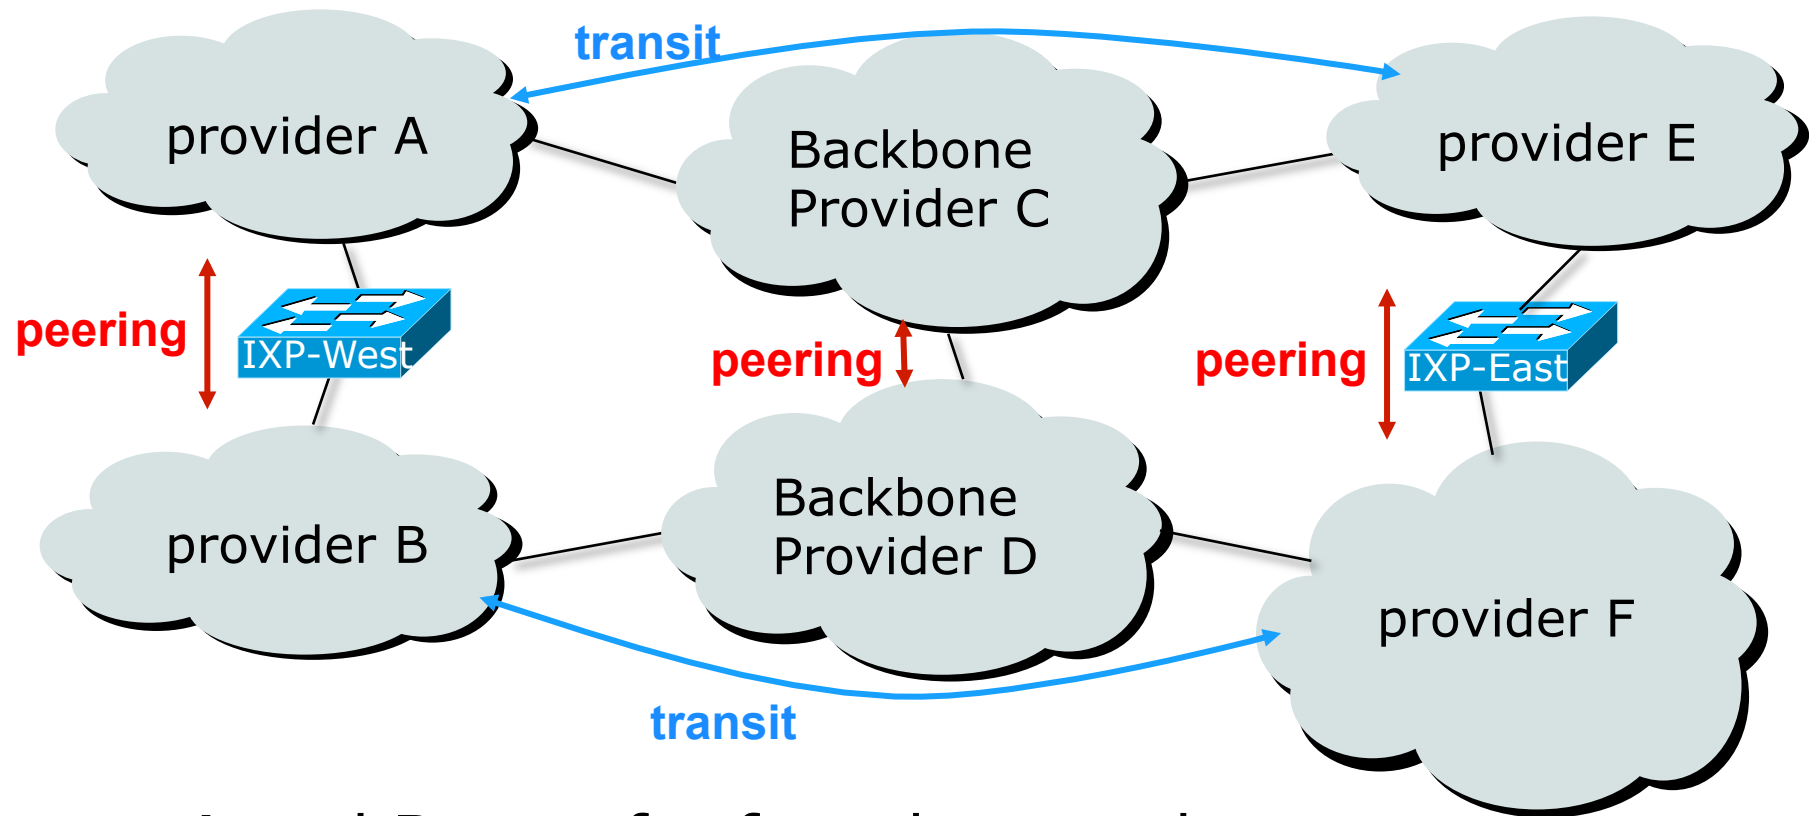 transit
provider A
Backbone
Provider C
provider E
peering
IXP-West
peering
peering
IXP-East
provider B
Backbone
Provider D
provider F
transit